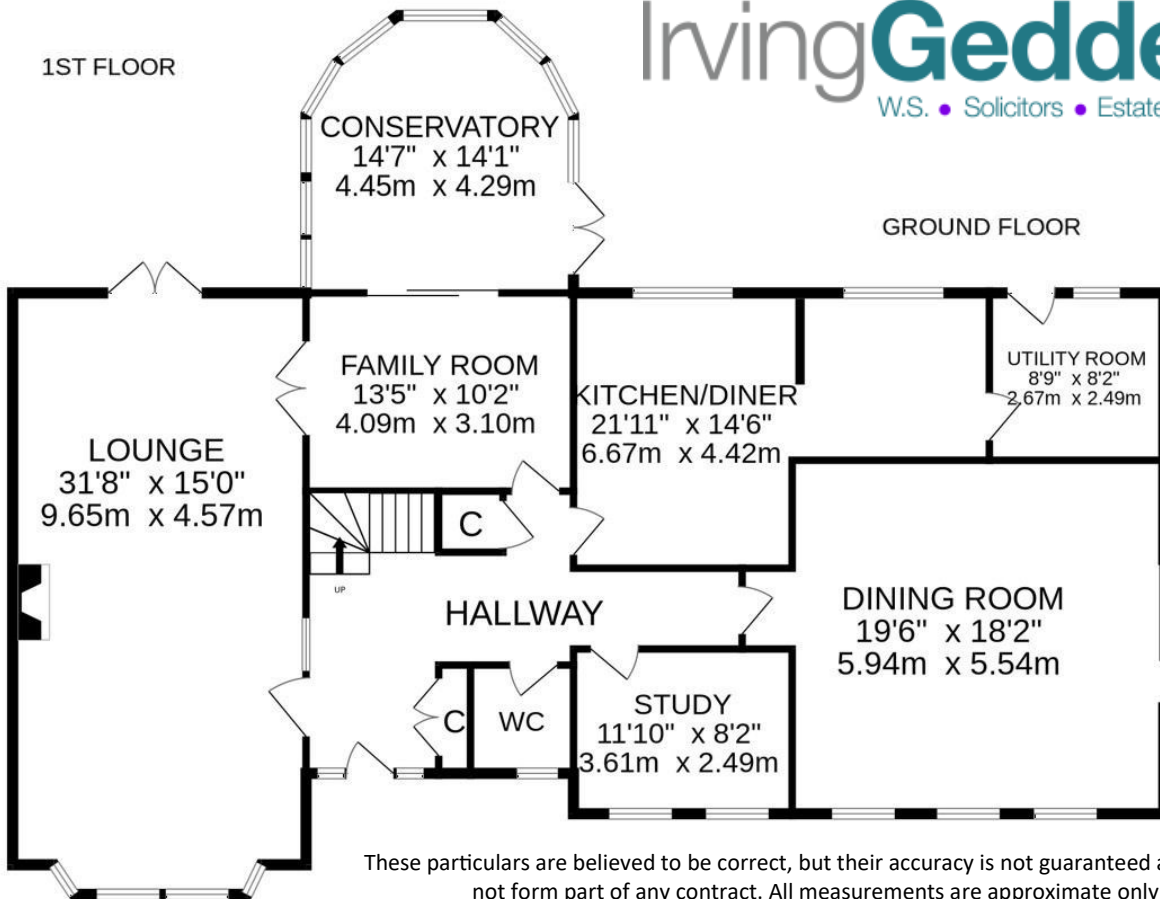 IrvingGedde
W.S. • Solicitors • Estate
1ST FLOOR
CONSERVATORY
14'7" x 14'1"
4.45m x 4.29m
GROUND FLOOR
LOUNGE
31'8" x 15'0"
9.65m x 4.57m
FAMILY ROOM
13'5" x 10'2"
4.09m x 3.10m
KITCHEN/DINER
21'11" x 14'6"
6.67m x 4.42m
UTILITY ROOM
8'9" x 8'2"
2.67m x 2.49m
C
UP
HALLWAY
DINING ROOM
19'6" x 18'2"
5.94m x 5.54m
C
WC
STUDY
11'10" x 8'2"
3.61m x 2.49m
These particulars are believed to be correct, but their accuracy is not guaranteed a
not form part of any contract. All measurements are approximate only